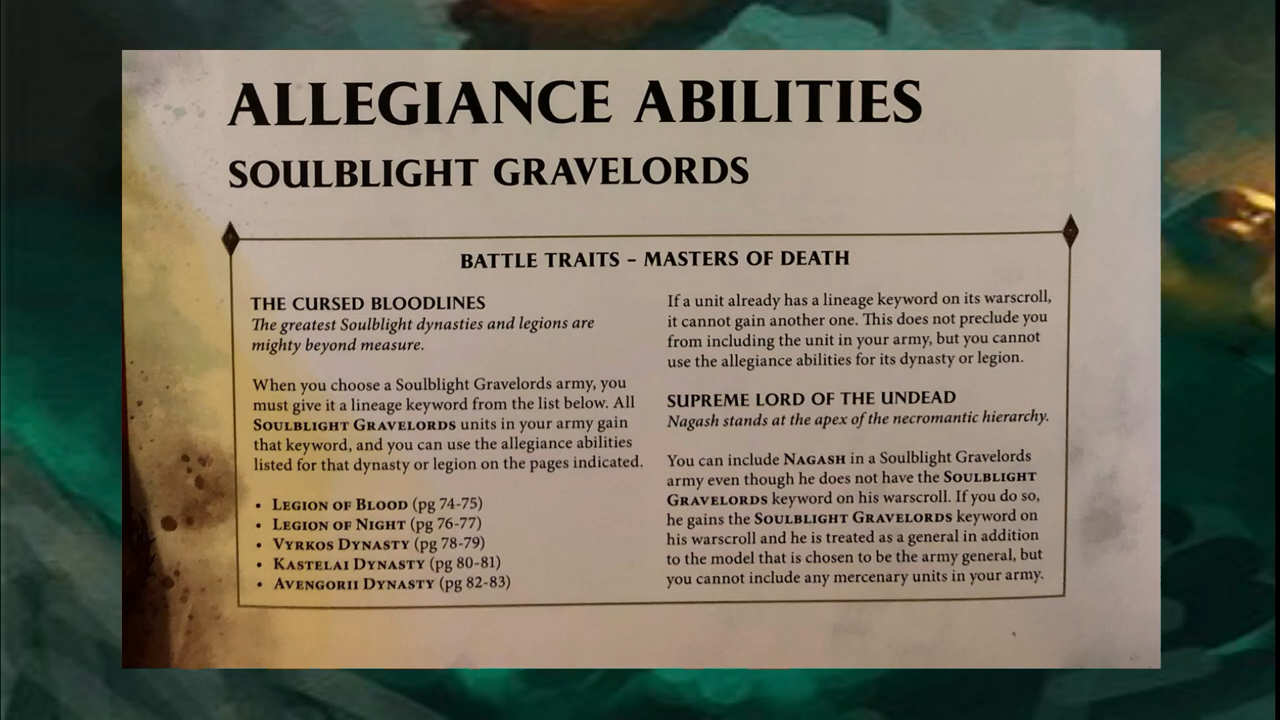 ALLEGIANCE ABILITIES
SOULBLIGHT GRAVELORDS
BATTLE TRAITS – MASTERS OF DEATH
THE CURSED BLOODLINES
The greatest Soulblight dynasties and legions are
mighty beyond measure.
When you choose a Soulblight Gravelords army, you
must give it a lineage keyword from the list below. All
SOULBLIGHT GRAVELORDS units in your army gain
that keyword, and you can use the allegiance abilities
listed for that dynasty or legion on the pages indicated.
• LEGION OF BLOOD (pg 74-75)
• LEGION OF NIGHT (pg 76-77)
• VYRKOS DYNASTY (pg 78-79)
• KASTELAI DYNASTY (pg 80-81)
• AVENGORII DYNASTY (pg 82-83)
If a unit already has a lineage keyword on its warscroll,
it cannot gain another one. This does not preclude you
from including the unit in your army, but you cannot
use the allegiance abilities for its dynasty or legion.
SUPREME LORD OF THE UNDEAD
Nagash stands at the apex of the necromantic hierarchy.
You can include NAGASH in a Soulblight Gravelords
army even though he does not have the SOULBLIGHT
GRAVELORDS keyword on his warscroll. If you do so,
he gains the SOULBLIGHT GRAVELORDS keyword on
his warscroll and he is treated as a general in addition
to the model that is chosen to be the army general, but
you cannot include any mercenary units in your army.